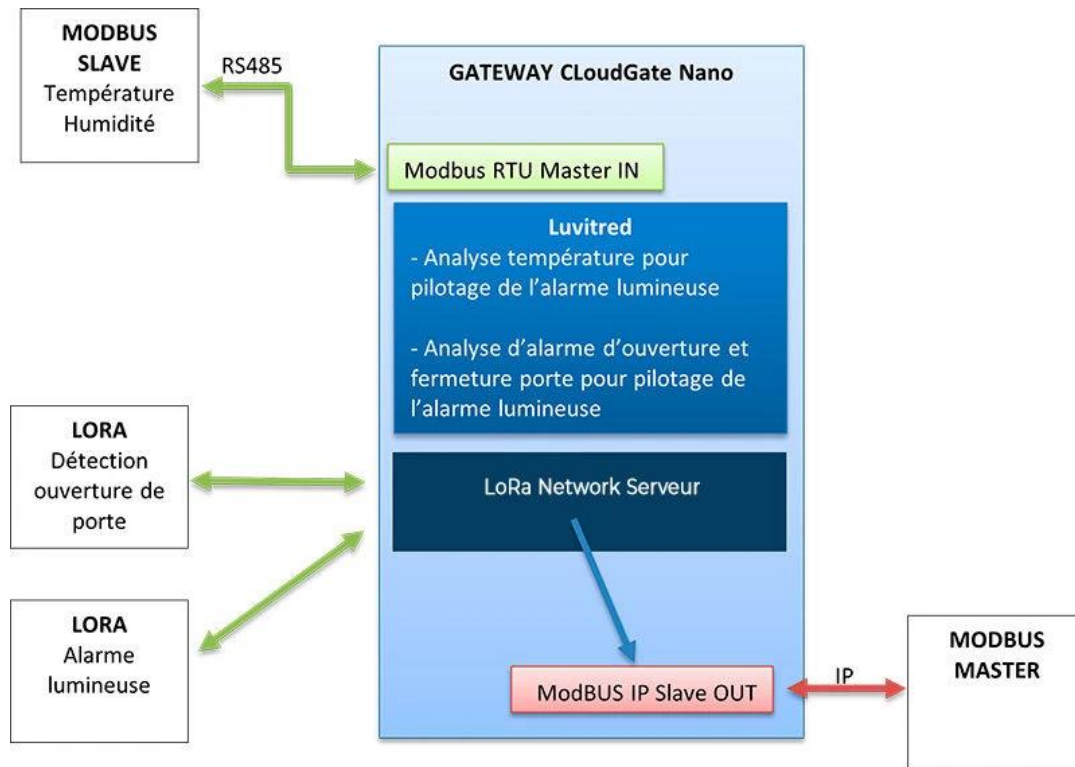 MODBUS
SLAVE
Température
Humidité
RS485
GATEWAY CLoudGate Nano
Modbus RTU Master IN
Luvitred
- Analyse température pour
pilotage de l'alarme lumineuse
- Analyse d'alarme d'ouverture et
fermeture porte pour pilotage de
l'alarme lumineuse
LORA
Détection
ouverture de
porte
LoRa Network Serveur
LORA
Alarme
lumineuse
ModBUS IP Slave OUT
IP
MODBUS
MASTER